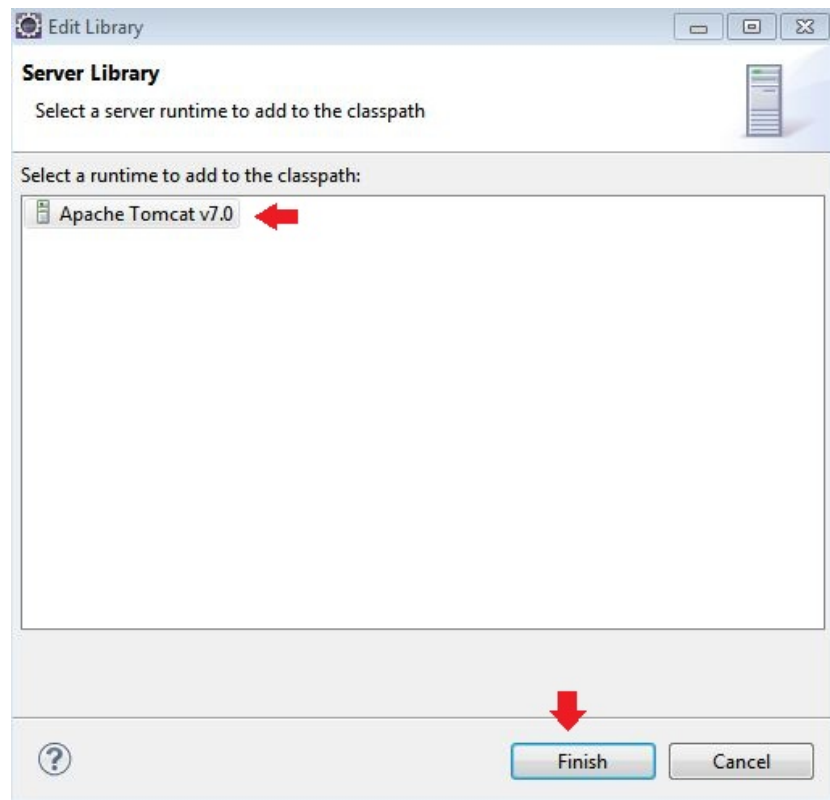 Edit Library
Server Library
Select a server runtime to add to the classpath
Select a runtime to add to the classpath:
Apache Tomcat v7.0
?
Finish
Cancel